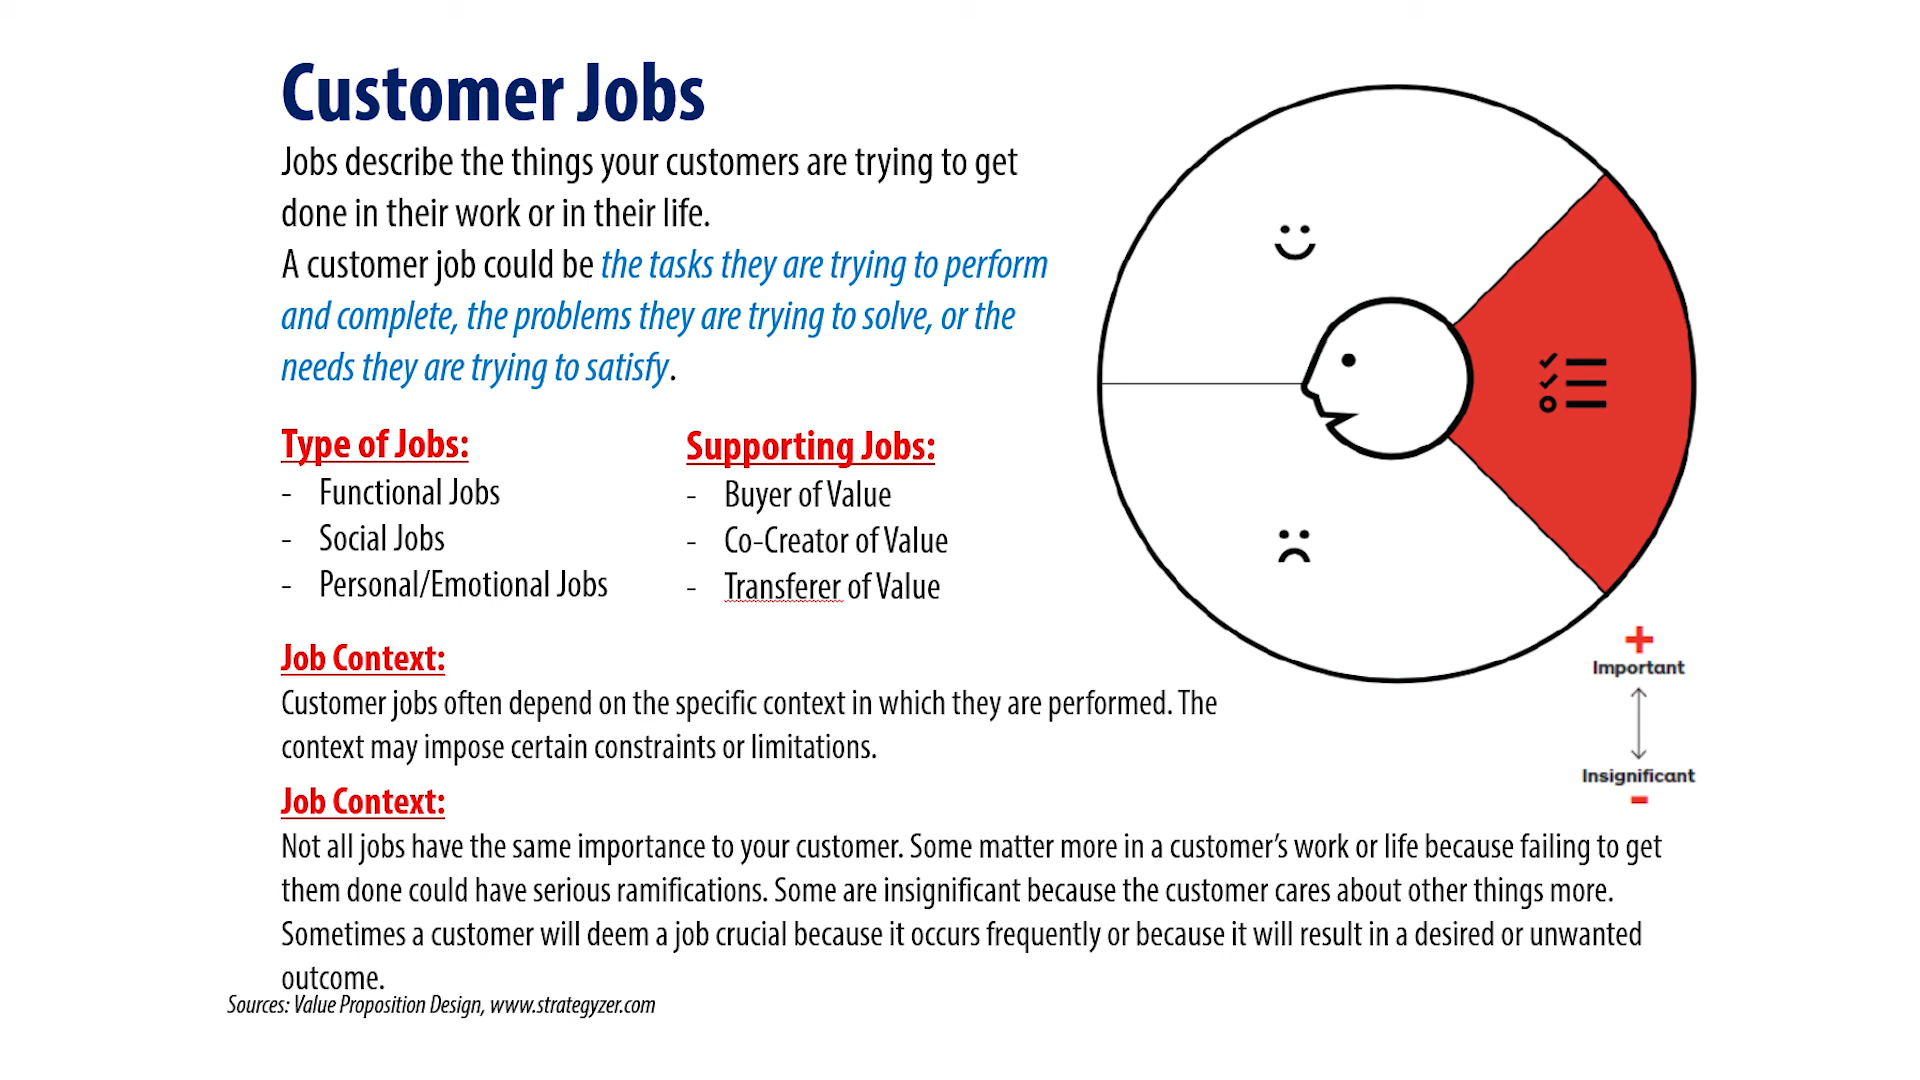 Customer Jobs
Jobs describe the things your customers are trying to get
done in their work or in their life.
A customer job could be the tasks they are trying to perform
and complete, the problems they are trying to solve, or the
needs they are trying to satisfy.
Type of Jobs:
- Functional Jobs
- Social Jobs
- Personal/Emotional Jobs
Supporting Jobs:
- Buyer of Value
- Co-Creator of Value
- Transferer of Value
Job Context:
Customer jobs often depend on the specific context in which they are performed. The
context may impose certain constraints or limitations.
+
Important
Insignificant
-
Job Context:
Not all jobs have the same importance to your customer. Some matter more in a customer’s work or life because failing to get
them done could have serious ramifications. Some are insignificant because the customer cares about other things more.
Sometimes a customer will deem a job crucial because it occurs frequently or because it will result in a desired or unwanted
outcome.
Sources: Value Proposition Design, www.strategyzer.com